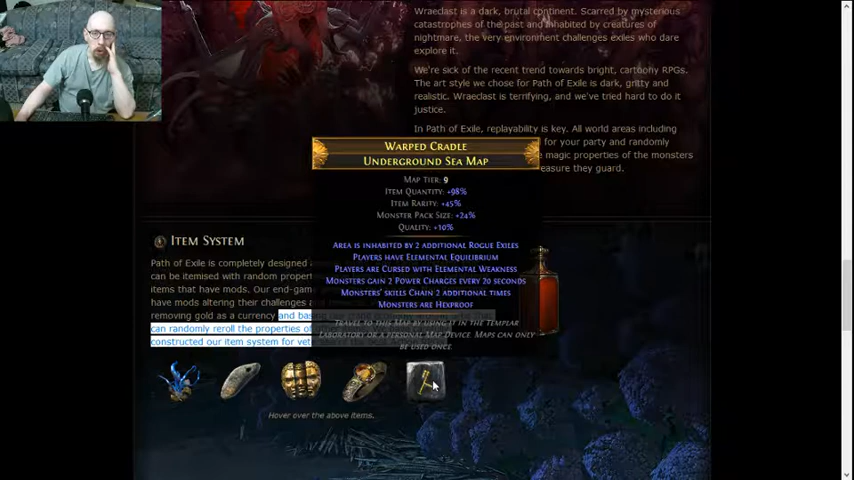 Wraeclast is a dark, brutal continent. Scarred by mysterious
catastrophes of the past and inhabited by creatures of
nightmare, the very environment challenges exiles who dare
explore it.
We're sick of the recent trend towards bright, cartoony RPGs.
The art style we chose for Path of Exile is dark, gritty and
realistic. Wraeclast is terrifying, and we've tried hard to do it
justice.
In Path of Exile, replayability is key. All world areas including
for your party and randomly
e magic properties of the monsters
easure they guard.
WARPED CRADLE
UNDERGROUND SEA MAP
MAP TIER: 9
ITEM QUANTITY: +98%
ITEM RARITY: +45%
MONSTER PACK SIZE: +24%
QUALITY: +10%
AREA IS INHABITED BY 2 ADDITIONAL ROGUE EXILES
PLAYERS HAVE ELEMENTAL EQUILIBRIUM
PLAYERS ARE CURSED WITH ELEMENTAL WEAKNESS
MONSTERS GAIN 2 POWER CHARGES EVERY 20 SECONDS
MONSTERS' SKILLS CHAIN 2 ADDITIONAL TIMES
MONSTERS ARE HEXPROOF
TRAVEL TO THIS MAP BY USING IT IN THE TEMPLAR
LABORATORY OR A PERSONAL MAP DEVICE. MAPS CAN ONLY
BE USED ONCE.
ITEM SYSTEM
Path of Exile is completely designed
can be itemised with random propert
items that have mods. Our end-gam
have mods altering their challenges
removing gold as a currency and bas
can randomly reroll the properties of
constructed our item system for vet
Hover over the above items.